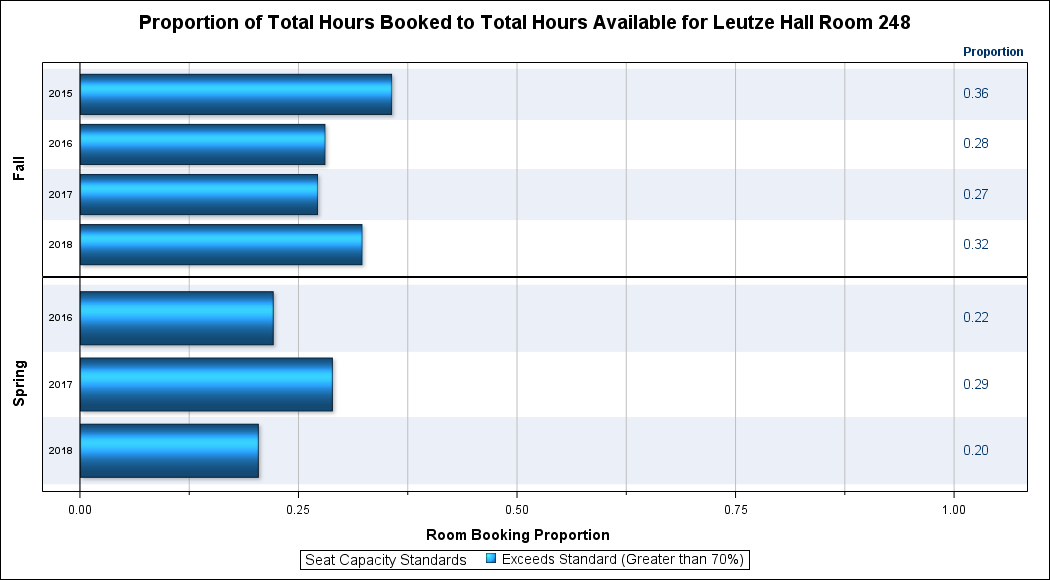 Proportion of Total Hours Booked to Total Hours Available for Leutze Hall Room 248
Proportion
Fall
2015 0.36
2016 0.28
2017 0.27
2018 0.32
Spring
2016 0.22
2017 0.29
2018 0.20
0.00 0.25 0.50 0.75 1.00
Room Booking Proportion
Seat Capacity Standards Exceeds Standard (Greater than 70%)